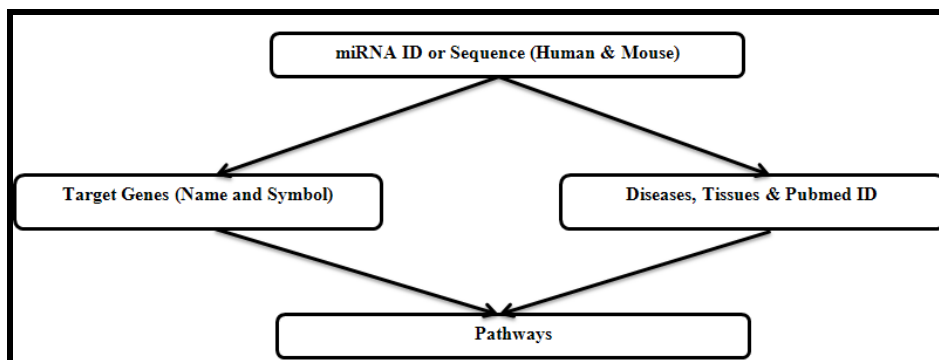 miRNA ID or Sequence (Human & Mouse)
Target Genes (Name and Symbol)
Diseases, Tissues & Pubmed ID
Pathways